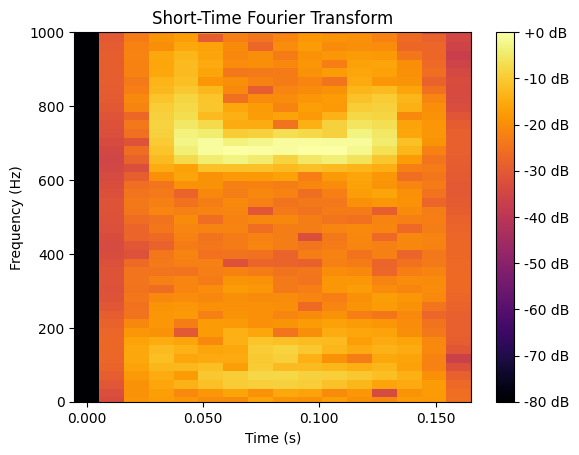 Short-Time Fourier Transform
1000
800
600
400
200
0
Frequency (Hz)
0.000
0.050
0.100
0.150
Time (s)
+0 dB
-10 dB
-20 dB
-30 dB
-40 dB
-50 dB
-60 dB
-70 dB
-80 dB